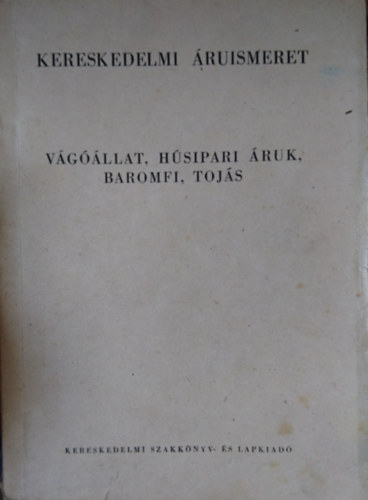 KERESKEDELMI ÁRUISMERET
VÁGÓÁLLAT, HÚSIPARI ÁRUK,
BAROMFI, TOJÁS
KERESKEDELMI SZAKKÖNYV- ÉS LAPKIADÓ